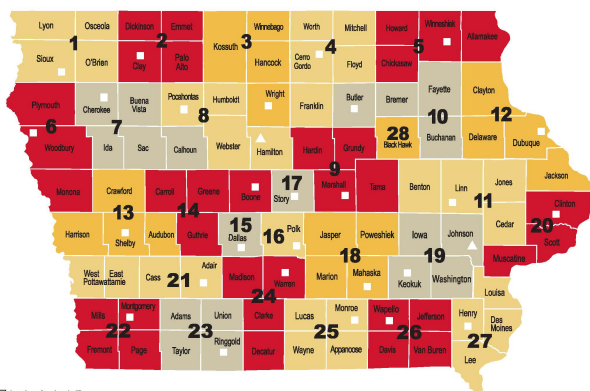 Lyon Osceola Dickinson Emmet Winnebago Worth Mitchell Howard Winneshiek Allamakee
1 2 3 4 5
Kossuth
Sioux O'Brien Clay Palo Alto Hancock Cerro Gordo Floyd Chickasaw
Plymouth Cherokee Buena Vista Pocahontas Humboldt Wright Franklin Butler Bremer Fayette Clayton
6 7 8 28 10 12
Woodbury Ida Sac Calhoun Webster Hamilton Hardin Grundy Black Hawk Buchanan Delaware Dubuque
9
Monona Crawford Carroll Greene Boone Story Marshall Tama Benton Linn Jones Jackson
17 11
Clinton
13 14 15 16 20
Harrison Shelby Audubon Guthrie Dallas Polk Jasper Poweshiek Iowa Johnson Cedar Scott
18 19
Muscatine
West Pottawattamie East Cass Adair Madison Warren Marion Mahaska Keokuk Washington Louisa
21 24
Mills Montgomery Adams Union Clarke Lucas Monroe Wapello Jefferson Henry Des Moines
22 23 25 26 27
Fremont Page Taylor Ringgold Decatur Wayne Appancose Davis Van Buren Lee